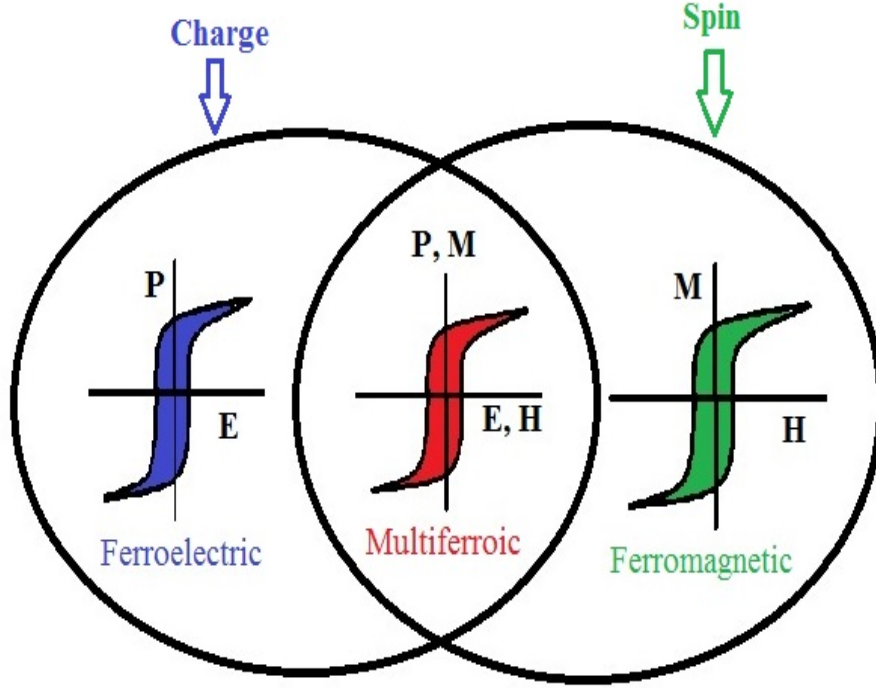 Charge
Spin
P
E
Ferroelectric
P, M
E, H
Multiferroic
M
H
Ferromagnetic